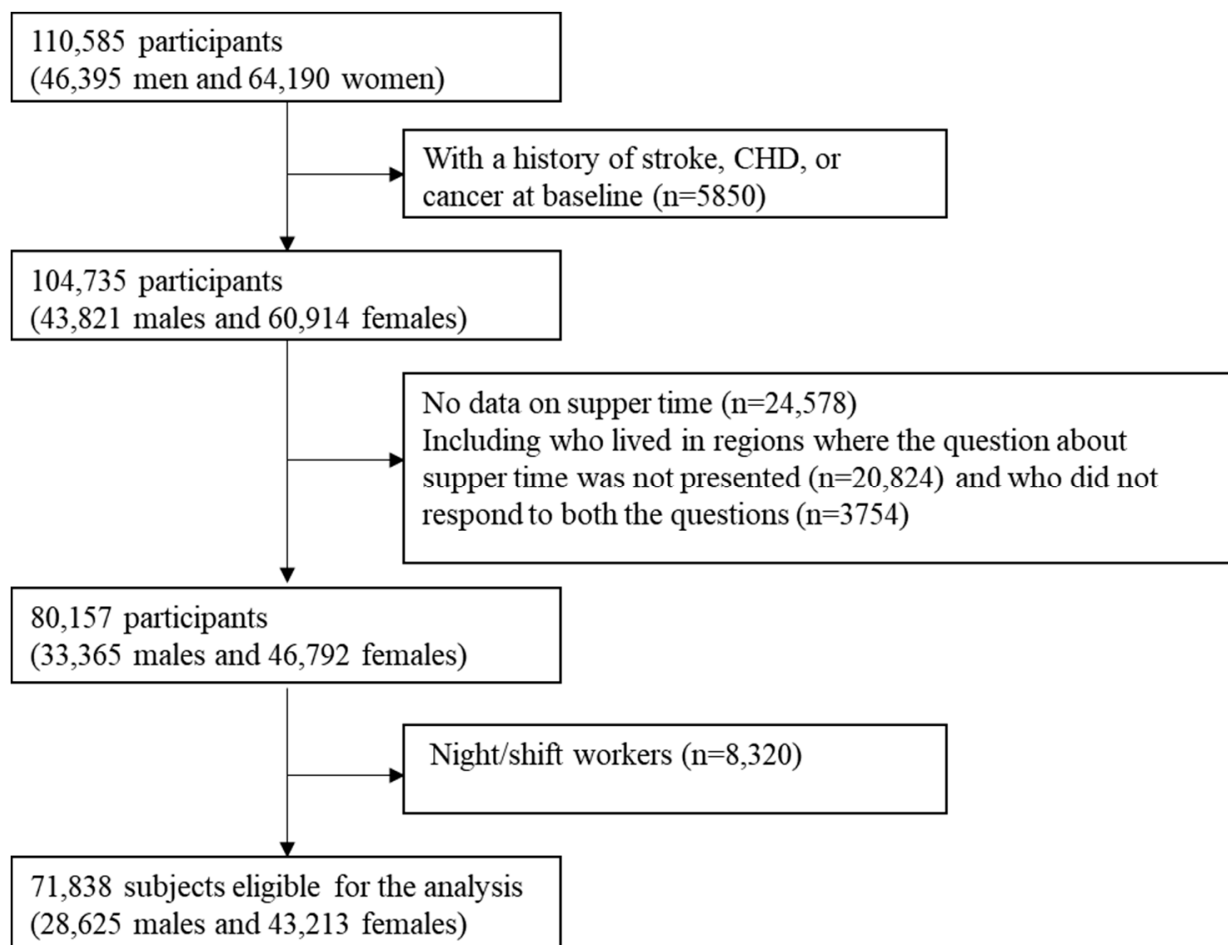 110,585 participants
(46,395 men and 64,190 women)
With a history of stroke, CHD, or
cancer at baseline (n=5850)
104,735 participants
(43,821 males and 60,914 females)
No data on supper time (n=24,578)
Including who lived in regions where the question about
supper time was not presented (n=20,824) and who did not
respond to both the questions (n=3754)
80,157 participants
(33,365 males and 46,792 females)
Night/shift workers (n=8,320)
71,838 subjects eligible for the analysis
(28,625 males and 43,213 females)